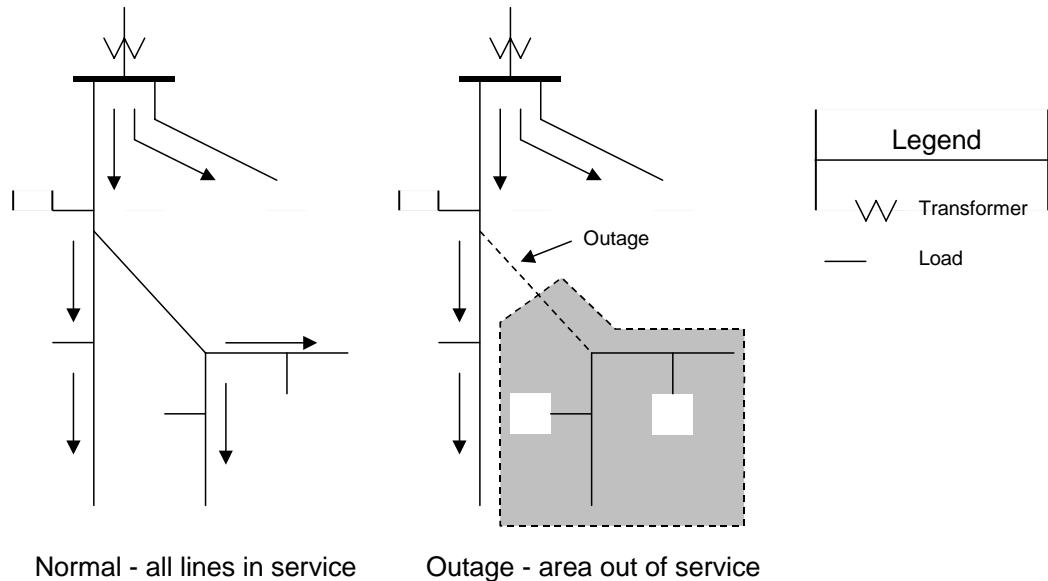 Legend
Transformer
Load
Outage
Normal - all lines in service
Outage - area out of service